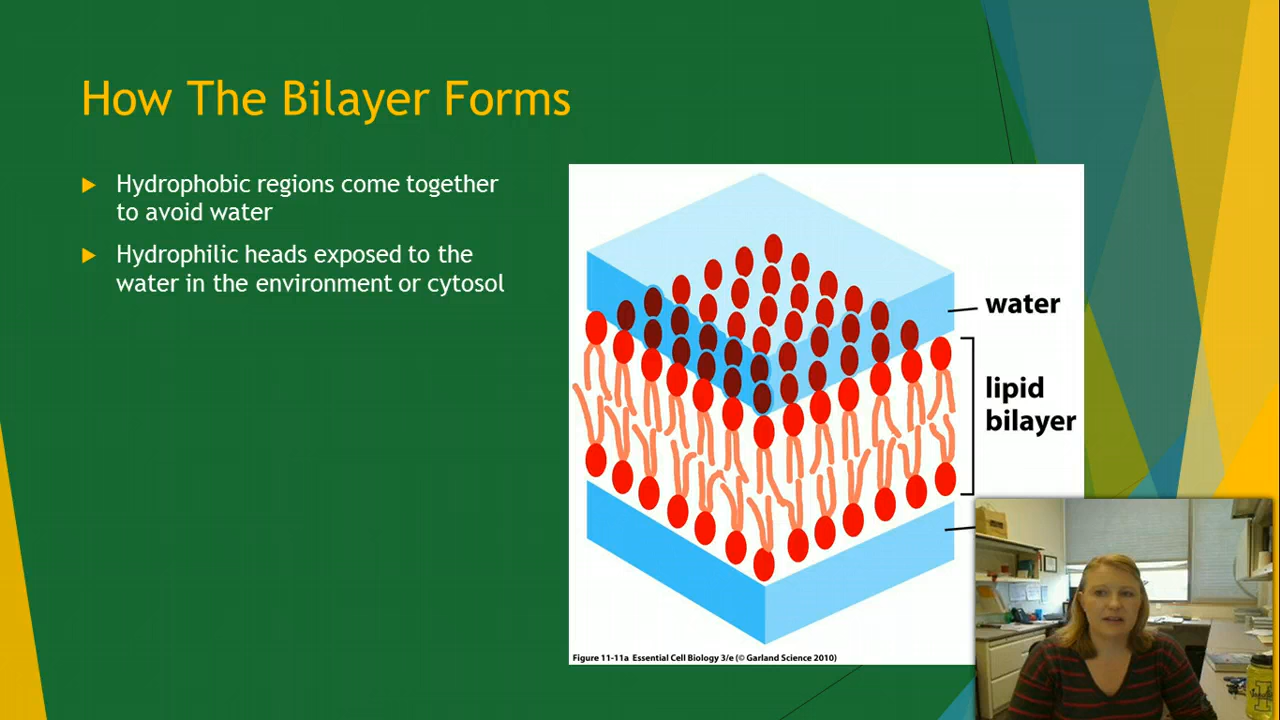 How The Bilayer Forms
Hydrophobic regions come together
to avoid water
Hydrophilic heads exposed to the
water in the environment or cytosol
water
lipid
bilayer
Figure 11-11a Essential Cell Biology 3/e (© Garland Science 2010)